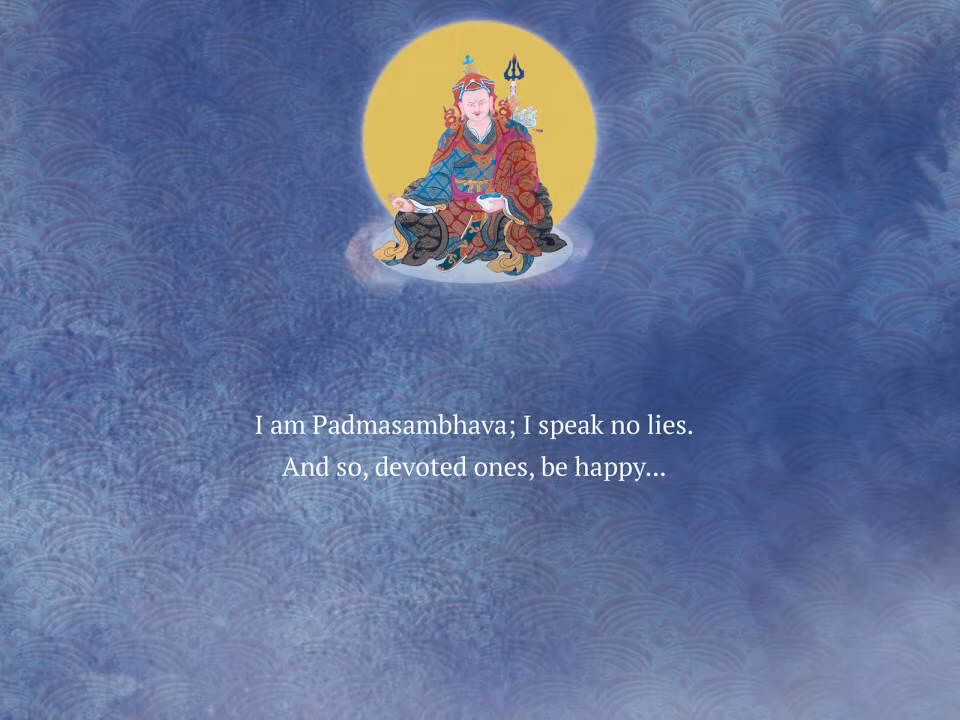 I am Padmasambhava; I speak no lies.
And so, devoted ones, be happy...